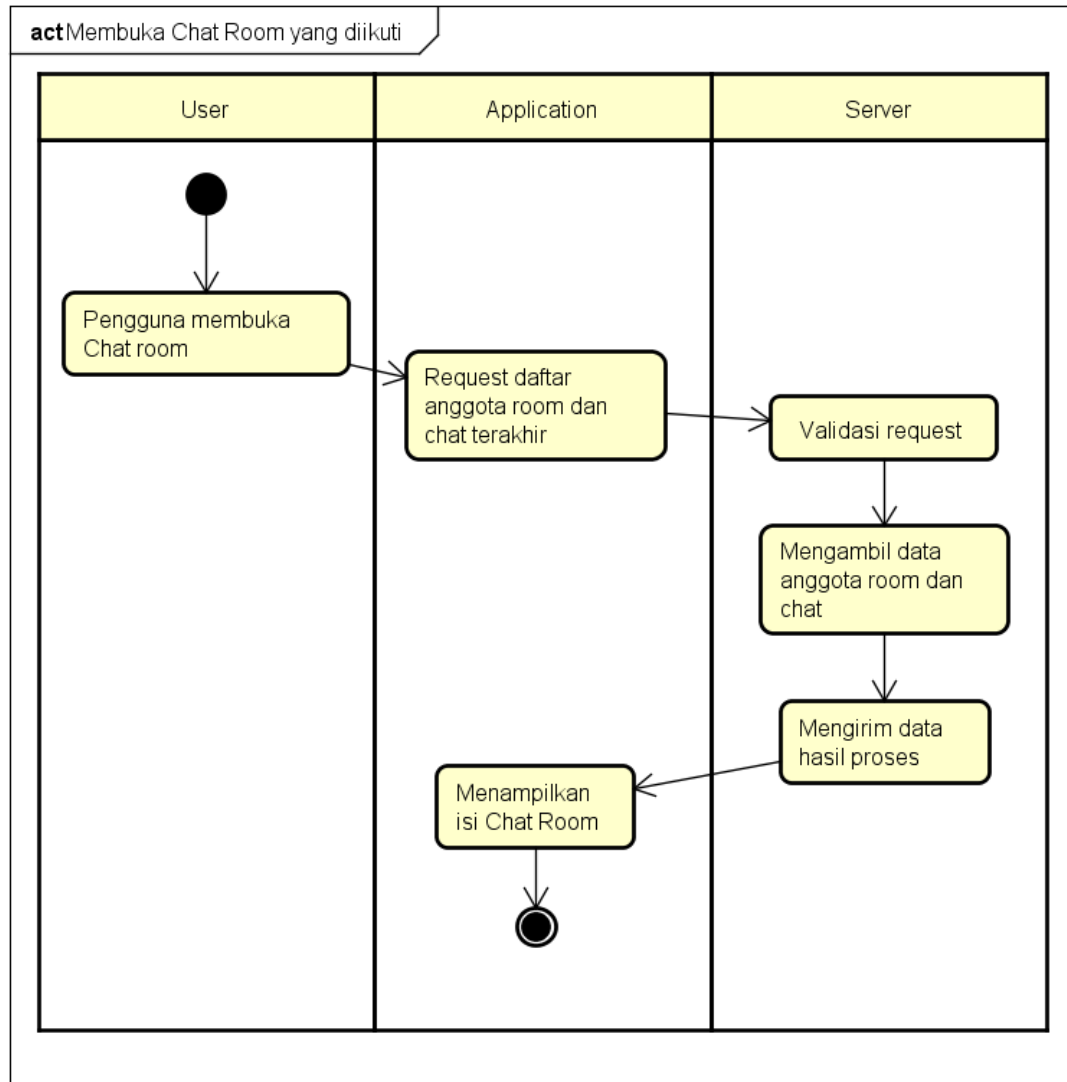 act Membuka Chat Room yang diikuti
User
Application
Server
Pengguna membuka
Chat room
Request daftar
anggota room dan
chat terakhir
Validasi request
Mengambil data
anggota room dan
chat
Mengirim data
hasil proses
Menampilkan
isi Chat Room